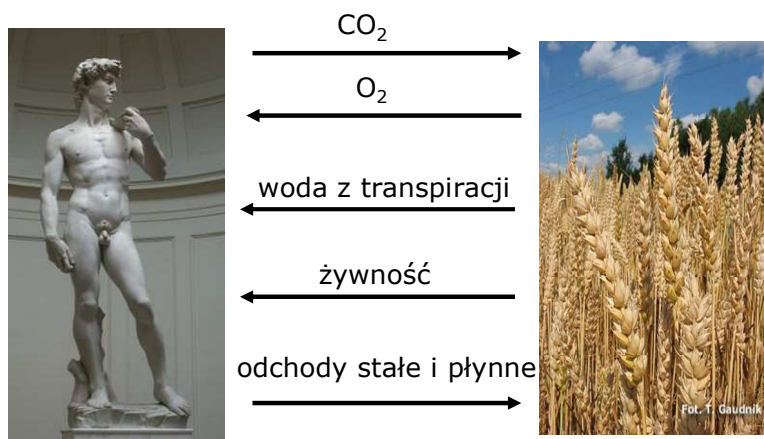 CO₂
O₂
woda z transpiracji
żywność
odchody stałe i płynne
Fot. T. Gaudnik